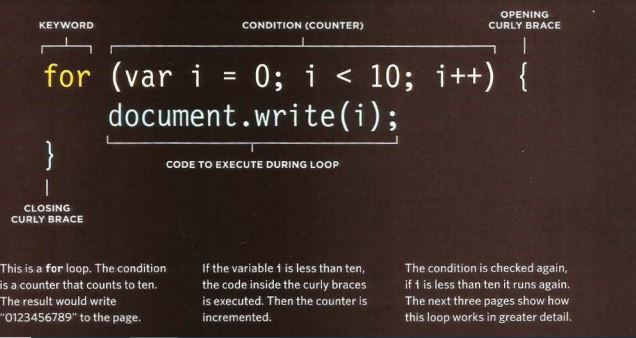 KEYWORD
CONDITION (COUNTER)
OPENING
CURLY BRACE
for (var i = 0; i < 10; i++) {
document.write(i);
}
CODE TO EXECUTE DURING LOOP
CLOSING
CURLY BRACE
This is a for loop. The condition
is a counter that counts to ten.
The result would write
"0123456789" to the page.
If the variable i is less than ten,
the code inside the curly braces
is executed. Then the counter is
incremented.
The condition is checked again,
if i is less than ten it runs again.
The next three pages show how
this loop works in greater detail.